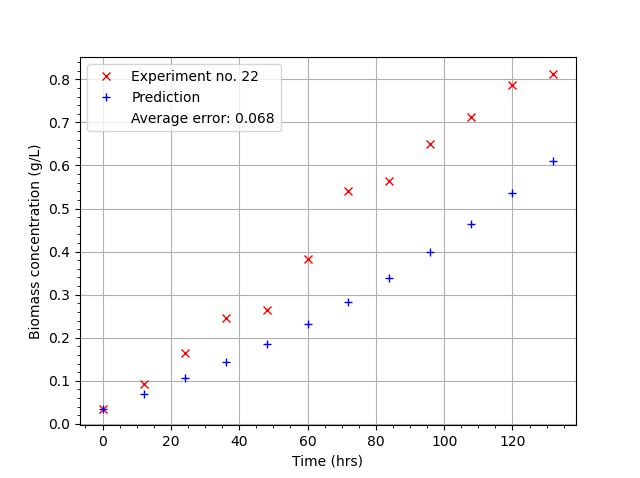 Experiment no. 22
Prediction
Average error: 0.068
Biomass concentration (g/L)
0.8
0.7
0.6
0.5
0.4
0.3
0.2
0.1
0.0
0 20 40 60 80 100 120
Time (hrs)